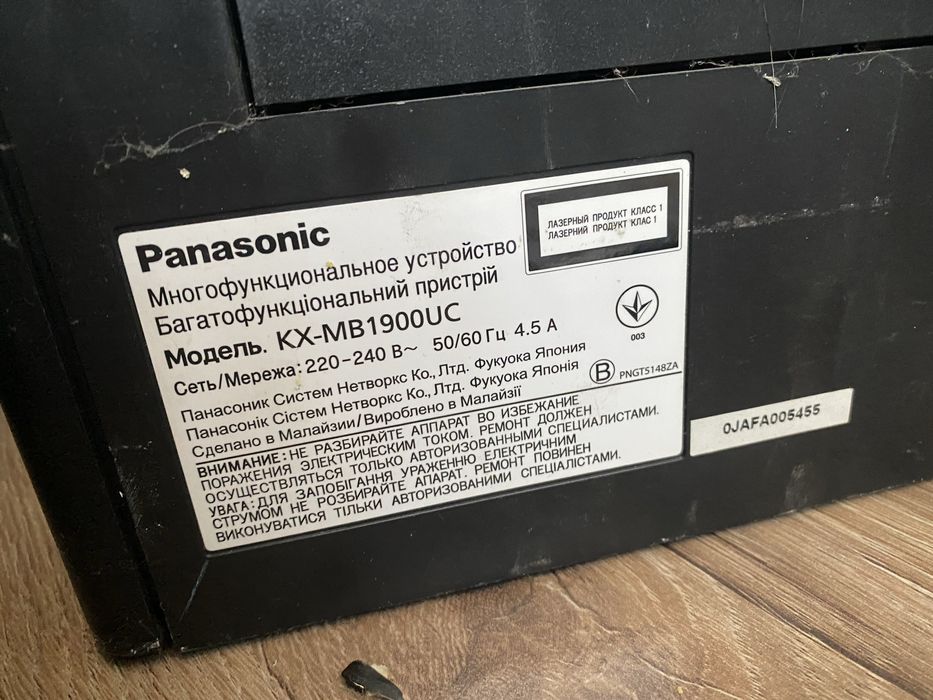 Panasonic
Многофункциональное устройство
Багатофункціональний пристрій
Модель. KX-MB1900UC
Сеть/Мережа: 220-240 В~ 50/60 Гц 4.5 А
Панасоник Систем Нетворкс Ко., Лтд. Фукуока Япония
Панасонік Сістем Нетворкс Ко., Лтд. Фукуока Японія
Сделано в Малайзии/Вироблено в Малайзії
ЛАЗЕРНЫЙ ПРОДУКТ КЛАСС 1
ЛАЗЕРНИЙ ПРОДУКТ КЛАС 1
003
B PNGT5148ZA
ВНИМАНИЕ: НЕ РАЗБИРАЙТЕ АППАРАТ ВО ИЗБЕЖАНИЕ
ПОРАЖЕНИЯ ЭЛЕКТРИЧЕСКИМ ТОКОМ. РЕМОНТ ДОЛЖЕН
ОСУЩЕСТВЛЯТЬСЯ ТОЛЬКО АВТОРИЗОВАННЫМИ СПЕЦИАЛИСТАМИ.
УВАГА: ДЛЯ ЗАПОБІГАННЯ УРАЖЕННЮ ЕЛЕКТРИЧНИМ
СТРУМОМ НЕ РОЗБИРАЙТЕ АПАРАТ. РЕМОНТ ПОВИНЕН
ВИКОНУВАТИСЯ ТІЛЬКИ АВТОРИЗОВАНИМИ СПЕЦІАЛІСТАМИ.
0JAFA005455